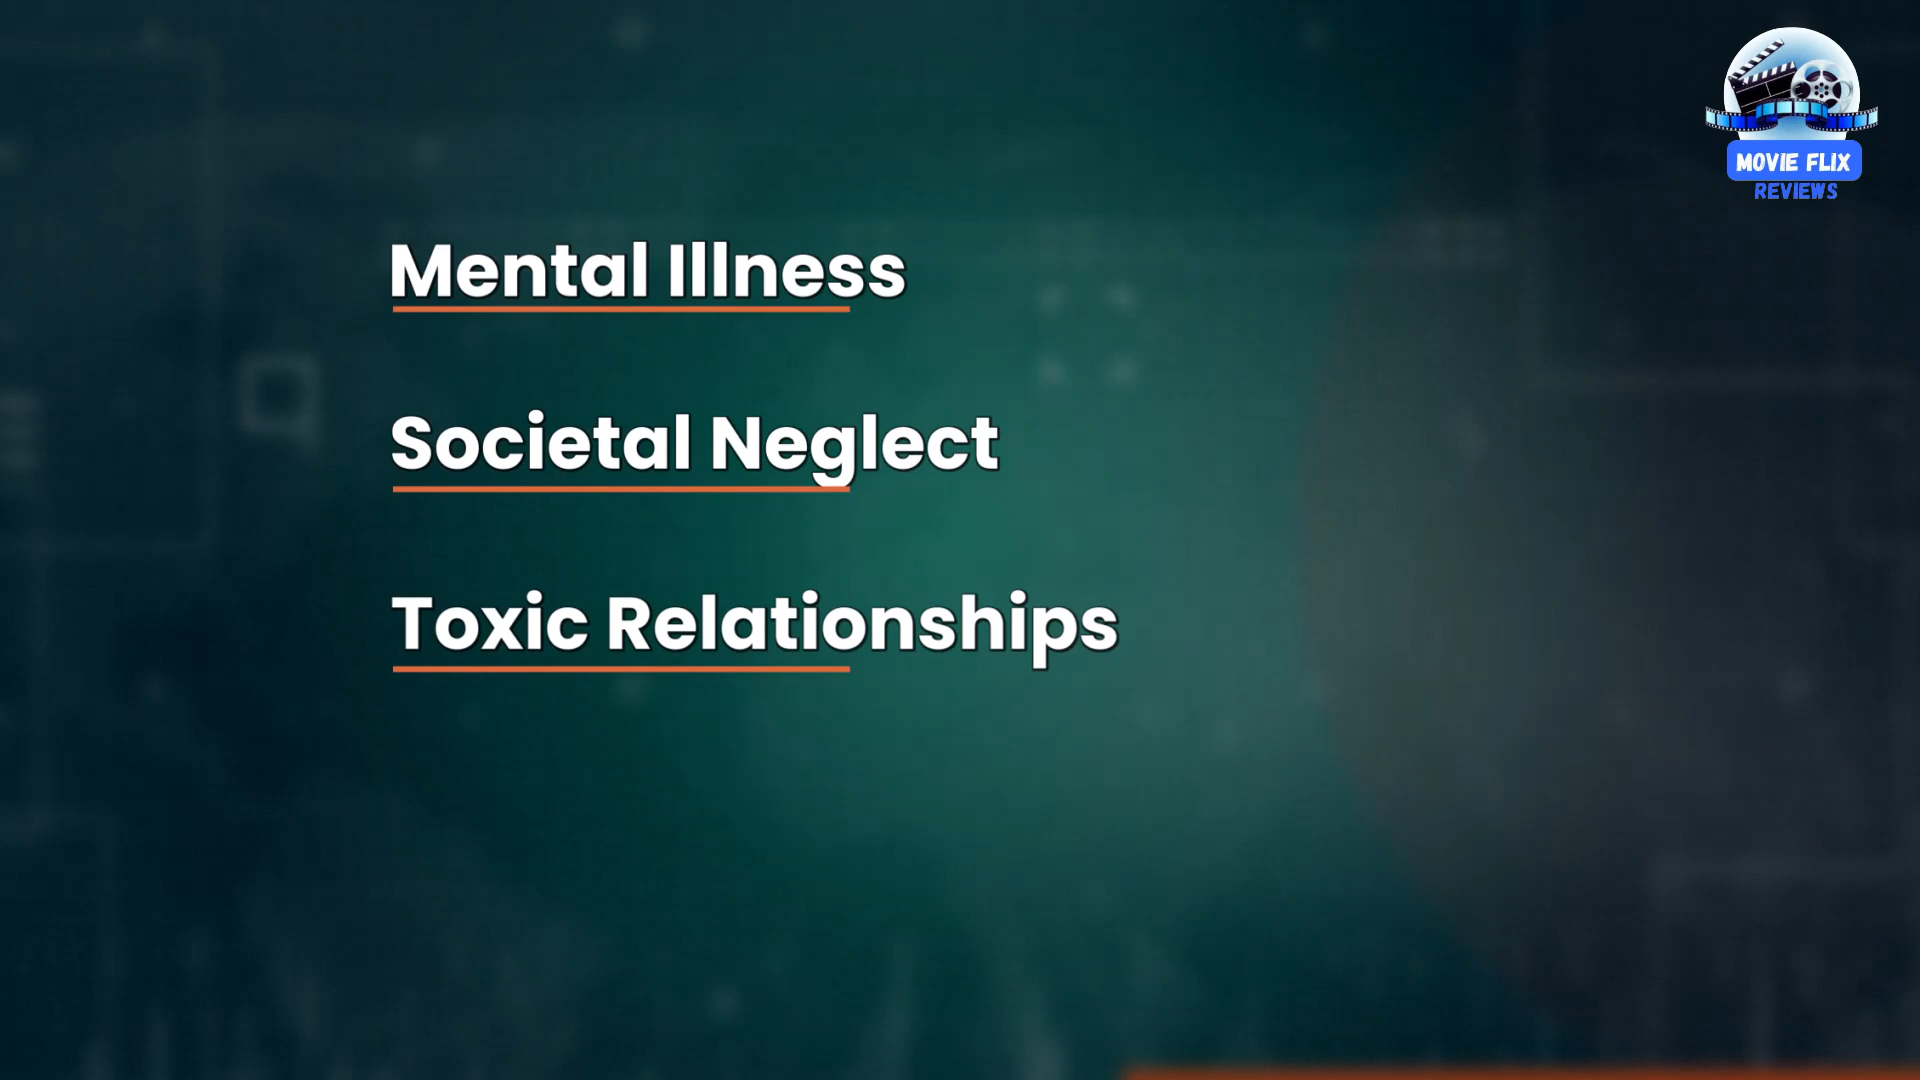 MOVIE FLIX
REVIEWS
Mental Illness
Societal Neglect
Toxic Relationships